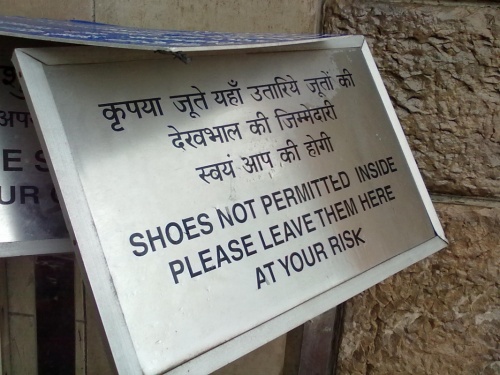 कृपया जूते यहाँ उतारिये जूतों की
देखभाल की जिम्मेदारी
स्वयं आप की होगी
SHOES NOT PERMITTED INSIDE
PLEASE LEAVE THEM HERE
AT YOUR RISK